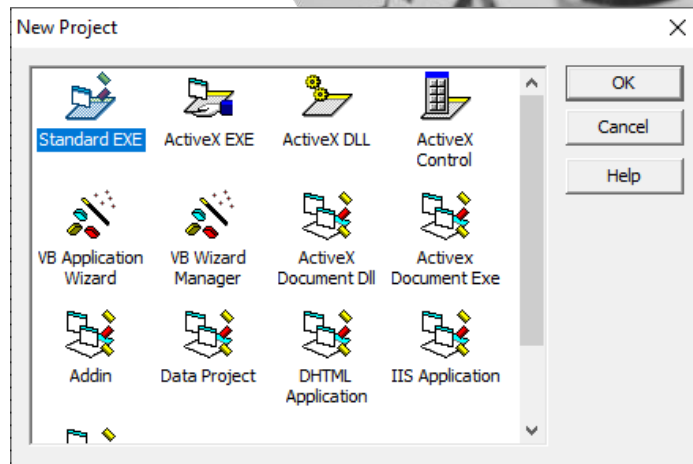 New Project
Standard EXE
ActiveX EXE
ActiveX DLL
ActiveX
Control
VB Application
Wizard
VB Wizard
Manager
ActiveX
Document Dll
Activex
Document Exe
Addin
Data Project
DHTML
Application
IIS Application
OK
Cancel
Help